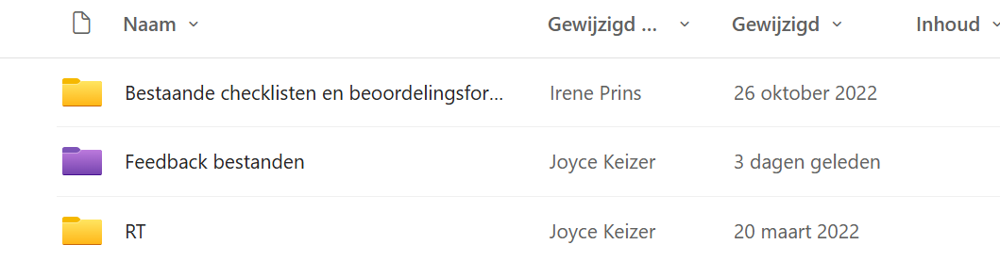 Naam Gewijzigd ... Gewijzigd Inhoud
Bestaande checklisten en beoordelingsfor... Irene Prins 26 oktober 2022
Feedback bestanden Joyce Keizer 3 dagen geleden
RT Joyce Keizer 20 maart 2022